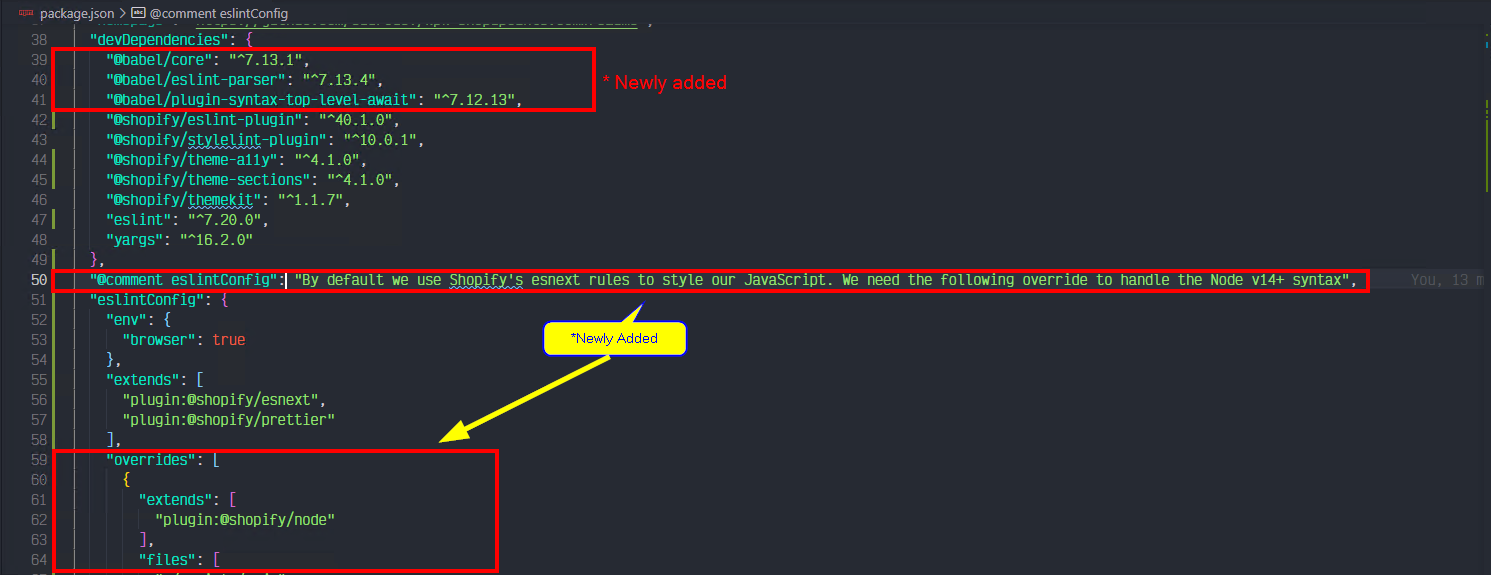 package.json > @comment eslintConfig
38 "devDependencies": {
39 "@babel/core": "^7.13.1",
40 "@babel/eslint-parser": "^7.13.4",
* Newly added
41 "@babel/plugin-syntax-top-level-await": "^7.12.13",
42 "@shopify/eslint-plugin": "^40.1.0",
43 "@shopify/stylelint-plugin": "^10.0.1",
44 "@shopify/theme-a11y": "^4.1.0",
45 "@shopify/theme-sections": "^4.1.0",
46 "@shopify/themekit": "^1.1.7",
47 "eslint": "^7.20.0",
48 "yargs": "^16.2.0"
49 },
50 "@comment eslintConfig": "By default we use Shopify's esnext rules to style our JavaScript. We need the following override to handle the Node v14+ syntax", You, 13 m
51 "eslintConfig": {
52 "env": {
53 "browser": true
*Newly Added
54 },
55 "extends": [
56 "plugin:@shopify/esnext",
57 "plugin:@shopify/prettier"
58 ],
59 "overrides": [
60 {
61 "extends": [
62 "plugin:@shopify/node"
63 ],
64 "files": [